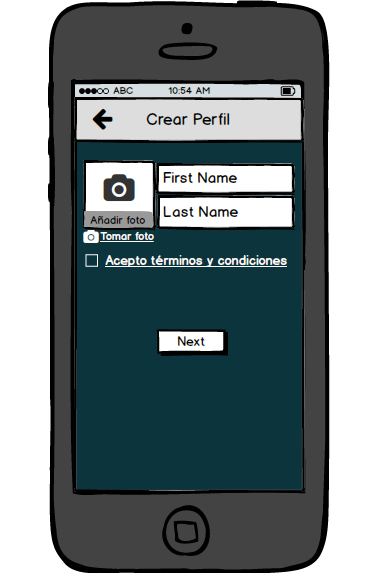 ABC 10:54 AM
Crear Perfil
First Name
Last Name
Añadir foto
Tomar foto
Acepto términos y condiciones
Next